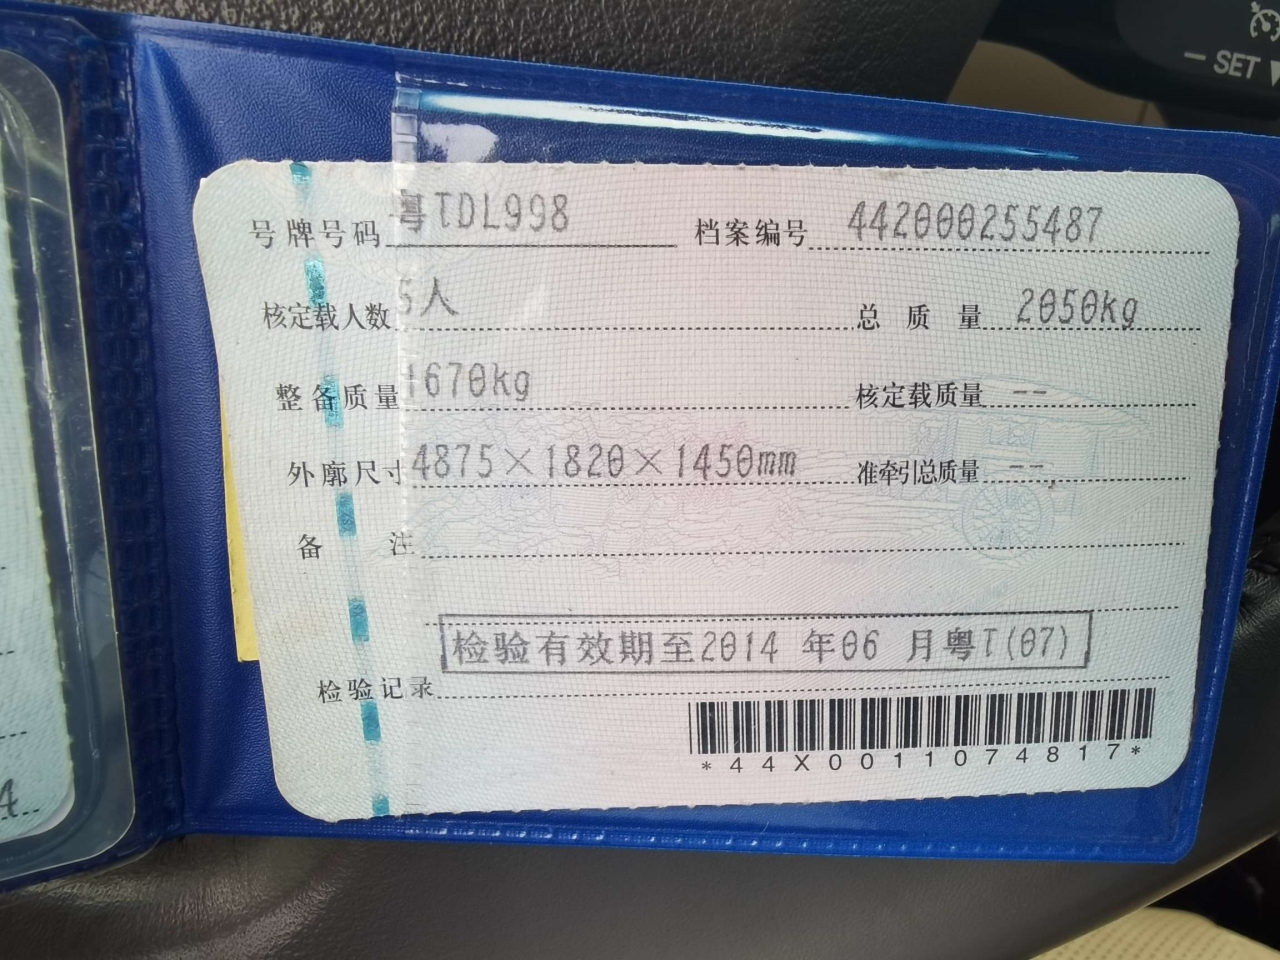 号牌号码 粤TDL998 档案编号 442000255487
核定载人数 5人 总质量 2050kg
整备质量 1670kg 核定载质量 --
外廓尺寸 4875×1820×1450mm 准牵引总质量 --
备注
检验有效期至2014 年06 月粤T(07)
检验记录
*44X0011074817*
- SET
A